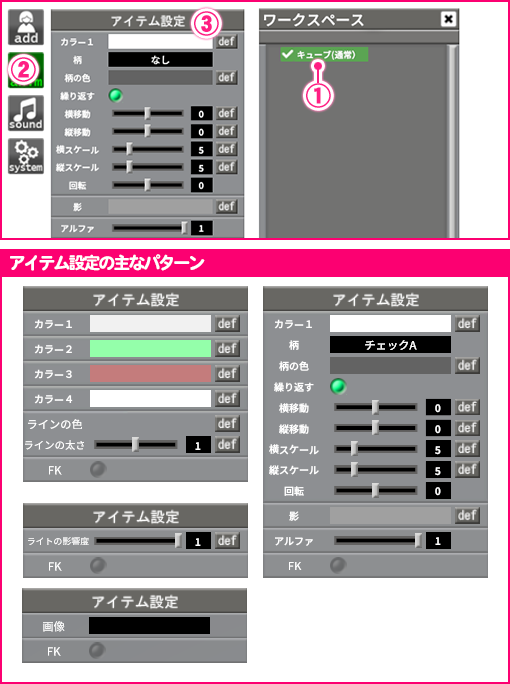 add
②
anim
sound
system
アイテム設定
③
カラー１ def
柄 なし
柄の色 def
繰り返す
横移動 0 def
縦移動 0 def
横スケール 5 def
縦スケール 5 def
回転 0
影 def
アルファ 1
ワークスペース
キューブ(通常)
①
アイテム設定の主なパターン
アイテム設定
カラー１ def
カラー２ def
カラー３ def
カラー４ def
ラインの色 def
ラインの太さ 1 def
FK
アイテム設定
ライトの影響度 1 def
FK
アイテム設定
画像
FK
アイテム設定
カラー１ def
柄 チェックA
柄の色 def
繰り返す
横移動 0 def
縦移動 0 def
横スケール 5 def
縦スケール 5 def
回転 0
影 def
アルファ 1
FK